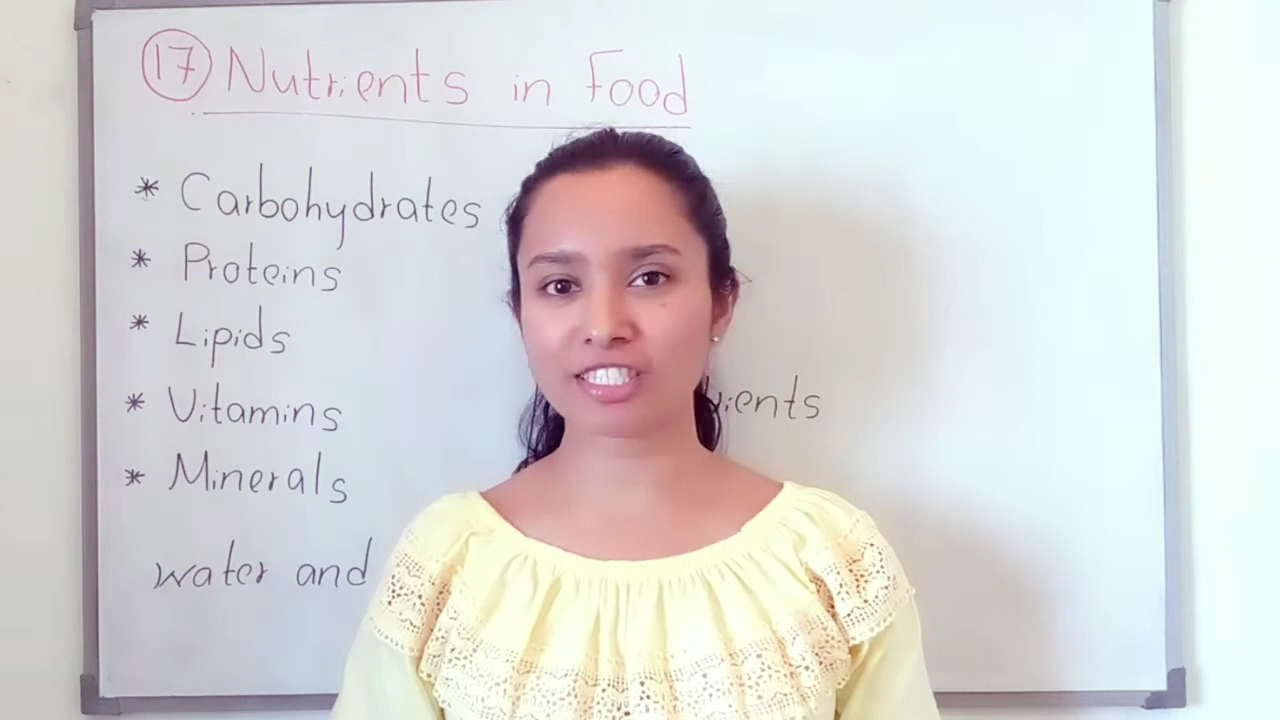 17 Nutrients in Food
* Carbohydrates
* Proteins
* Lipids
* Vitamins
* Minerals
water and